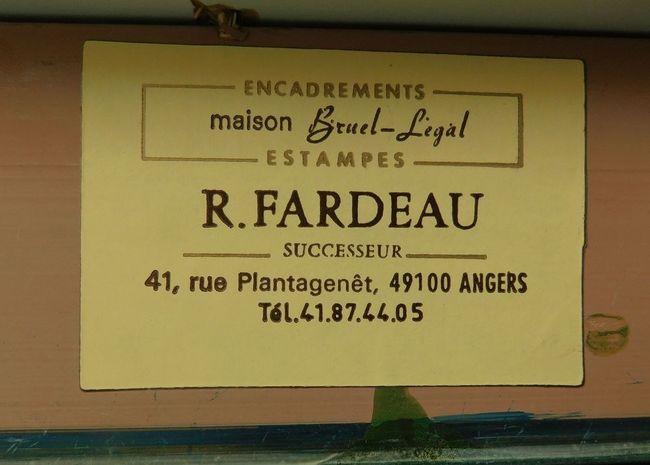 ENCADREMENTS
maison Bruel-Légal
ESTAMPES
R. FARDEAU
SUCCESSEUR
41, rue Plantagenêt, 49100 ANGERS
Tél.41.87.44.05